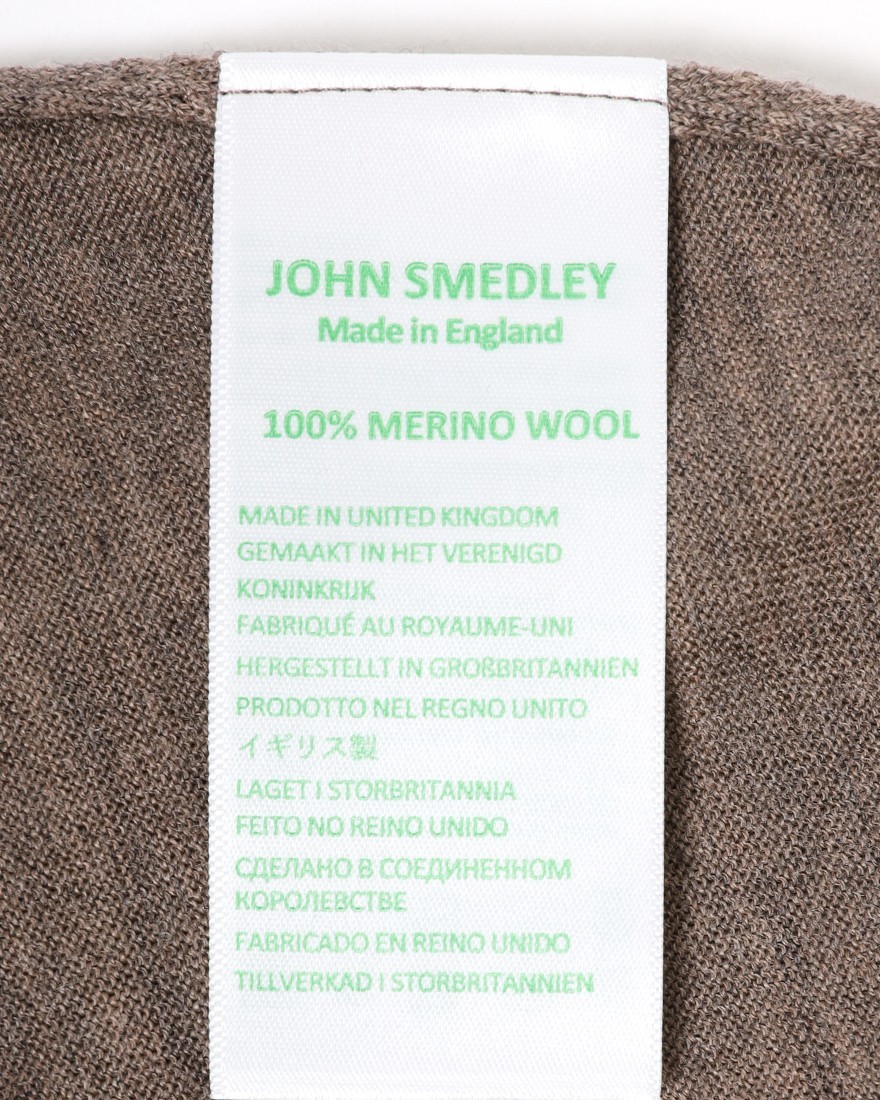 JOHN SMEDLEY
Made in England
100% MERINO WOOL
MADE IN UNITED KINGDOM
GEMAAKT IN HET VERENIGD
KONINKRIJK
FABRIQUÉ AU ROYAUME-UNI
HERGESTELLT IN GROßBRITANNIEN
PRODOTTO NEL REGNO UNITO
イギリス製
LAGET I STORBRITANNIA
FEITO NO REINO UNIDO
СДЕЛАНО В СОЕДИНЕННОМ
КОРОЛЕВСТВЕ
FABRICADO EN REINO UNIDO
TILLVERKAD I STORBRITANNIEN